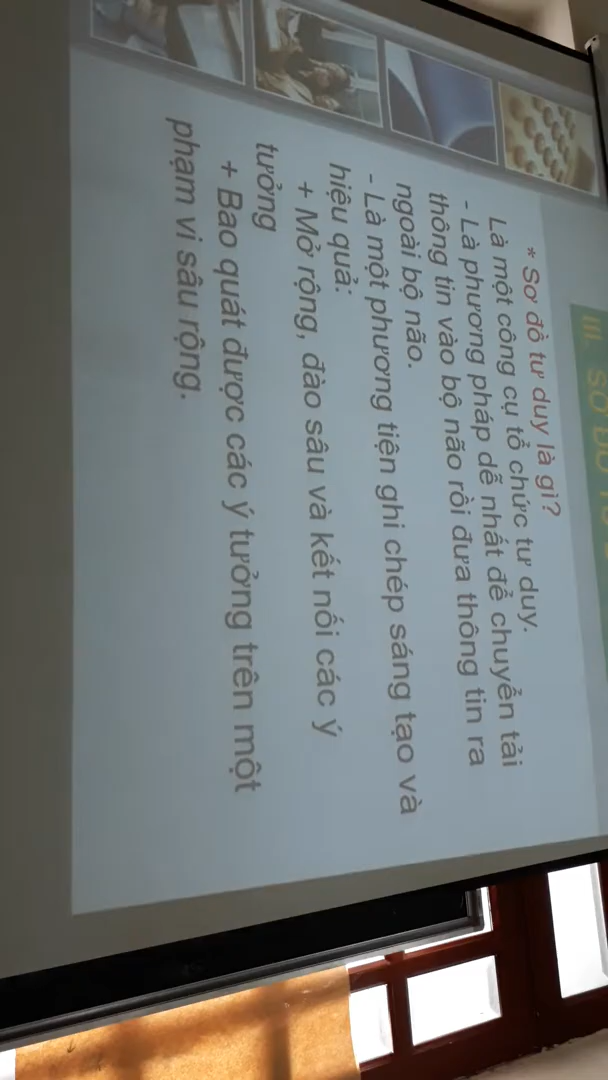 III. SƠ ĐỒ
* Sơ đồ tư duy là gì?
Là một công cụ tổ chức tư duy.
- Là phương pháp dễ nhất để chuyển tải
thông tin vào bộ não rồi đưa thông tin ra
ngoài bộ não.
- Là một phương tiện ghi chép sáng tạo và
hiệu quả:
+ Mở rộng, đào sâu và kết nối các ý
tưởng
+ Bao quát được các ý tưởng trên một
phạm vi sâu rộng.